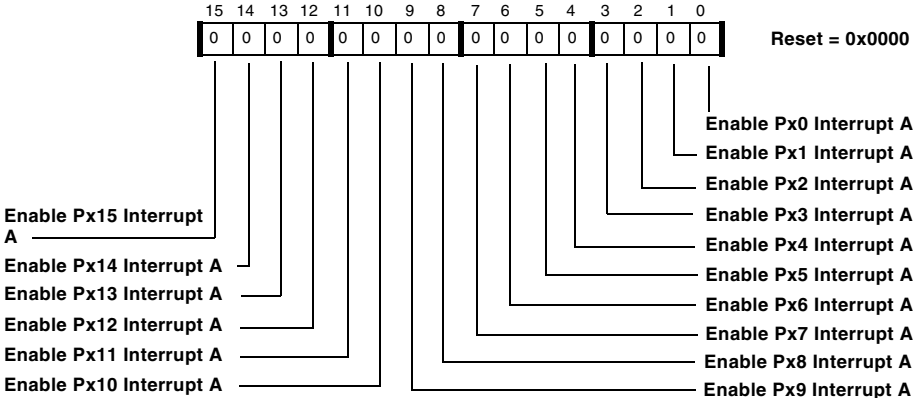 15 14 13 12 11 10 9 8 7 6 5 4 3 2 1 0
0 0 0 0 0 0 0 0 0 0 0 0 0 0 0 0
Reset = 0x0000
Enable Px0 Interrupt A
Enable Px1 Interrupt A
Enable Px2 Interrupt A
Enable Px3 Interrupt A
Enable Px4 Interrupt A
Enable Px5 Interrupt A
Enable Px6 Interrupt A
Enable Px7 Interrupt A
Enable Px8 Interrupt A
Enable Px9 Interrupt A
Enable Px15 Interrupt
A
Enable Px14 Interrupt A
Enable Px13 Interrupt A
Enable Px12 Interrupt A
Enable Px11 Interrupt A
Enable Px10 Interrupt A